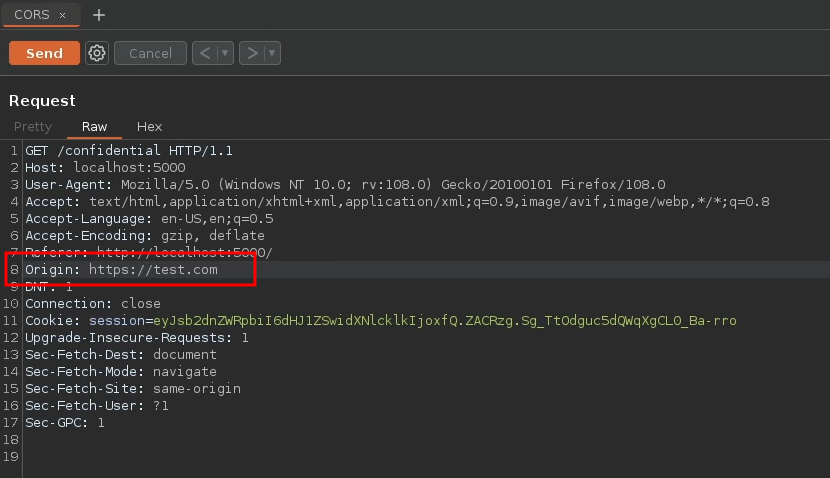 CORS × +
Send Cancel < ▾ > ▾
Request
Pretty Raw Hex
1 GET /confidential HTTP/1.1
2 Host: localhost:5000
3 User-Agent: Mozilla/5.0 (Windows NT 10.0; rv:108.0) Gecko/20100101 Firefox/108.0
4 Accept: text/html,application/xhtml+xml,application/xml;q=0.9,image/avif,image/webp,*/*;q=0.8
5 Accept-Language: en-US,en;q=0.5
6 Accept-Encoding: gzip, deflate
7 Referer: http://localhost:5000/
8 Origin: https://test.com
9 DNT: 1
10 Connection: close
11 Cookie: session=eyJsb2dnZWRpbiI6dHJ1ZSwidXNlcklkIjoxfQ.ZACRzg.Sg_TtOdguc5dQWqXgCL0_Ba-rro
12 Upgrade-Insecure-Requests: 1
13 Sec-Fetch-Dest: document
14 Sec-Fetch-Mode: navigate
15 Sec-Fetch-Site: same-origin
16 Sec-Fetch-User: ?1
17 Sec-GPC: 1
18
19